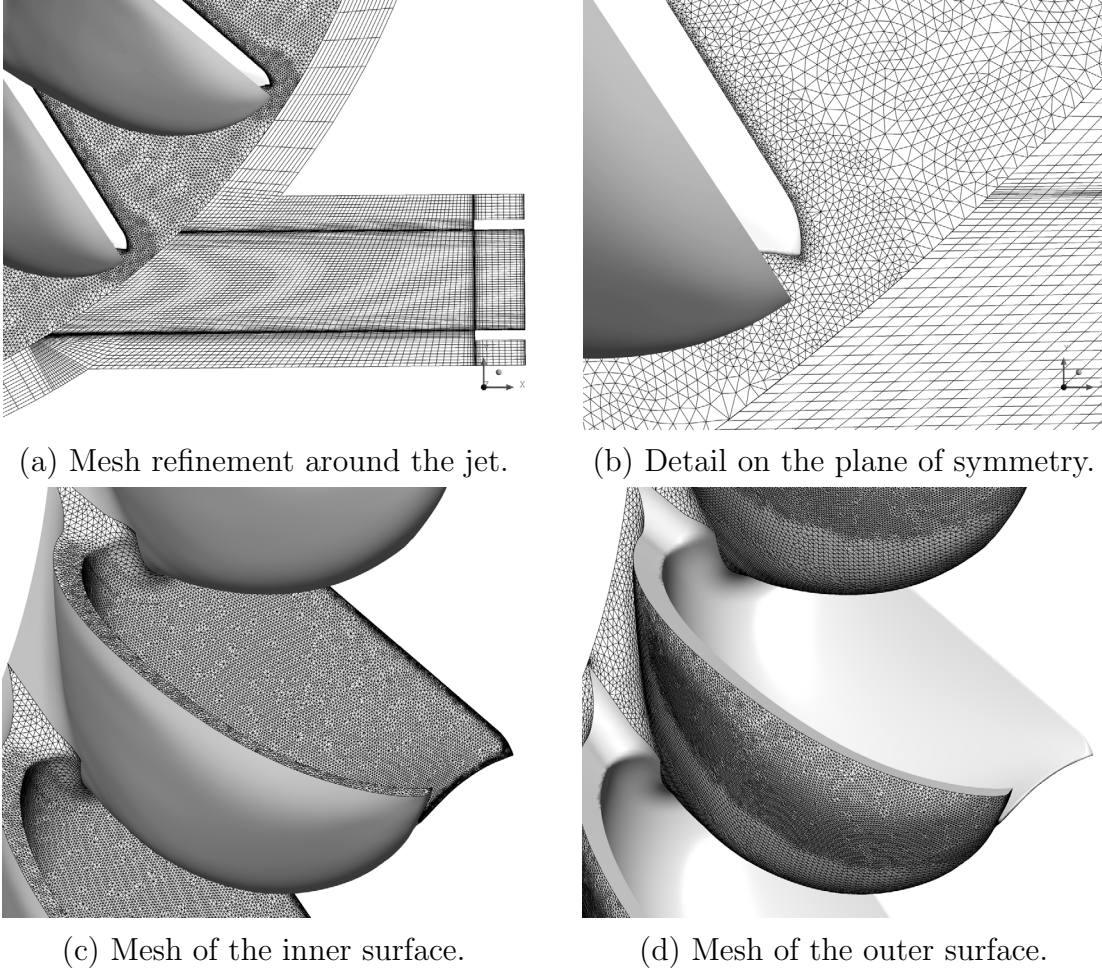 x
(a) Mesh refinement around the jet.
(b) Detail on the plane of symmetry.
(c) Mesh of the inner surface.
(d) Mesh of the outer surface.